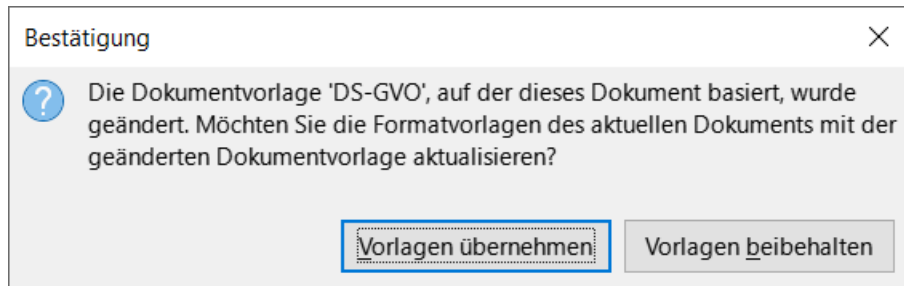 Bestätigung
Die Dokumentvorlage 'DS-GVO', auf der dieses Dokument basiert, wurde
geändert. Möchten Sie die Formatvorlagen des aktuellen Dokuments mit der
geänderten Dokumentvorlage aktualisieren?
Vorlagen übernehmen Vorlagen beibehalten